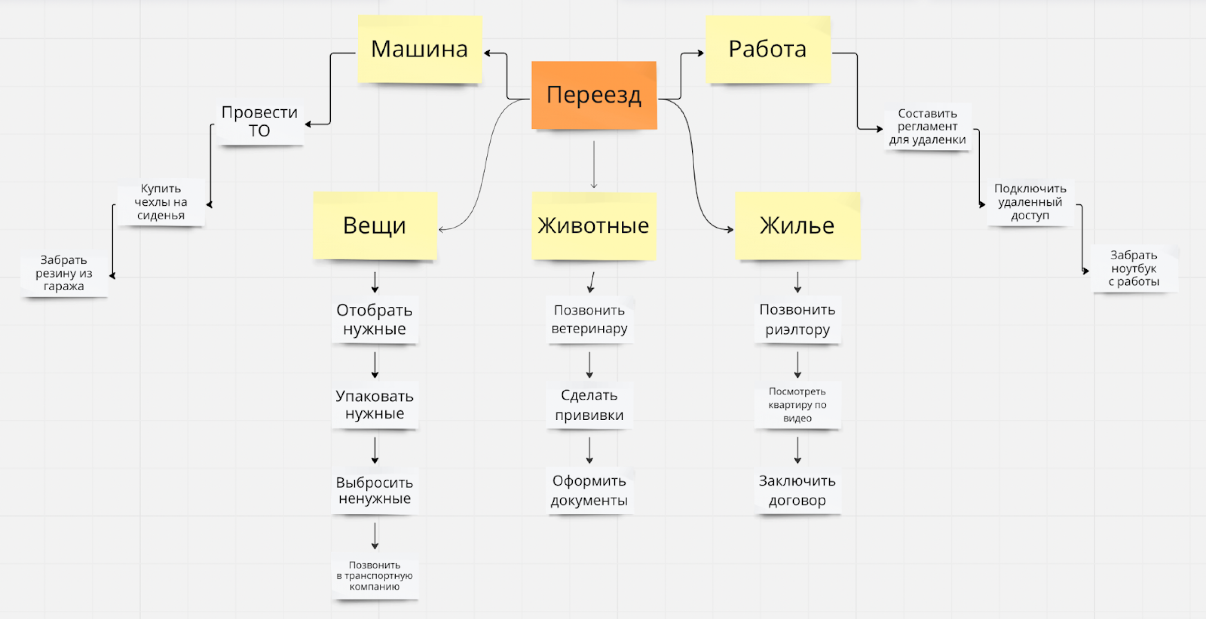 Машина
Работа
Переезд
Провести
ТО
Составить
регламент
для удаленки
Купить
чехлы на
сиденья
Подключить
удаленный
доступ
Вещи
Животные
Жилье
Забрать
резину из
гаража
Забрать
ноутбук
с работы
Отобрать
нужные
Позвонить
ветеринару
Позвонить
риэлтору
Упаковать
нужные
Сделать
прививки
Посмотреть
квартиру по
видео
Выбросить
ненужные
Оформить
документы
Заключить
договор
Позвонить
в транспортную
компанию